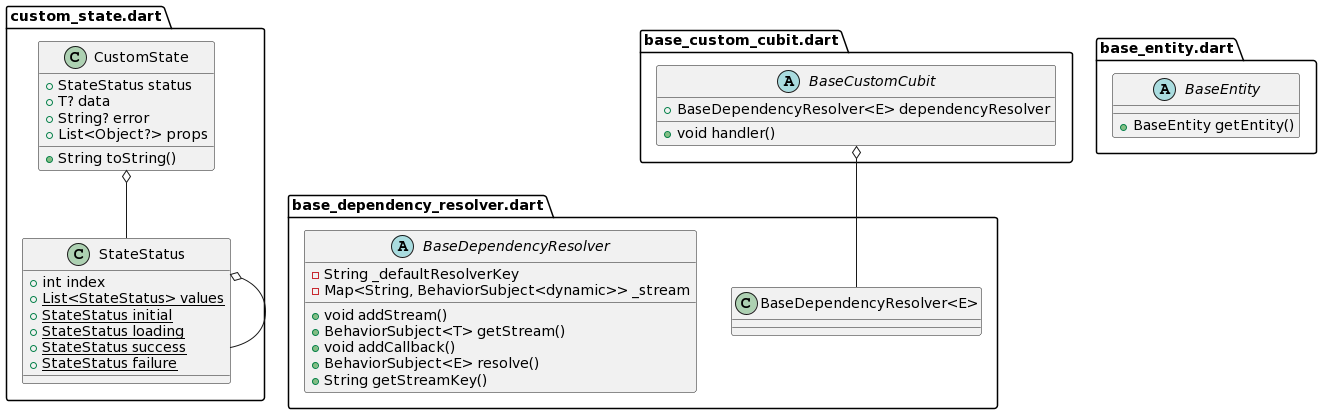 custom_state.dart
C CustomState
StateStatus status
T? data
String? error
List<Object?> props
String toString()
C StateStatus
int index
List<StateStatus> values
StateStatus initial
StateStatus loading
StateStatus success
StateStatus failure
base_dependency_resolver.dart
A BaseDependencyResolver
String _defaultResolverKey
Map<String, BehaviorSubject<dynamic>> _stream
void addStream()
BehaviorSubject<T> getStream()
void addCallback()
BehaviorSubject<E> resolve()
String getStreamKey()
C BaseDependencyResolver<E>
base_custom_cubit.dart
A BaseCustomCubit
BaseDependencyResolver<E> dependencyResolver
void handler()
base_entity.dart
A BaseEntity
BaseEntity getEntity()